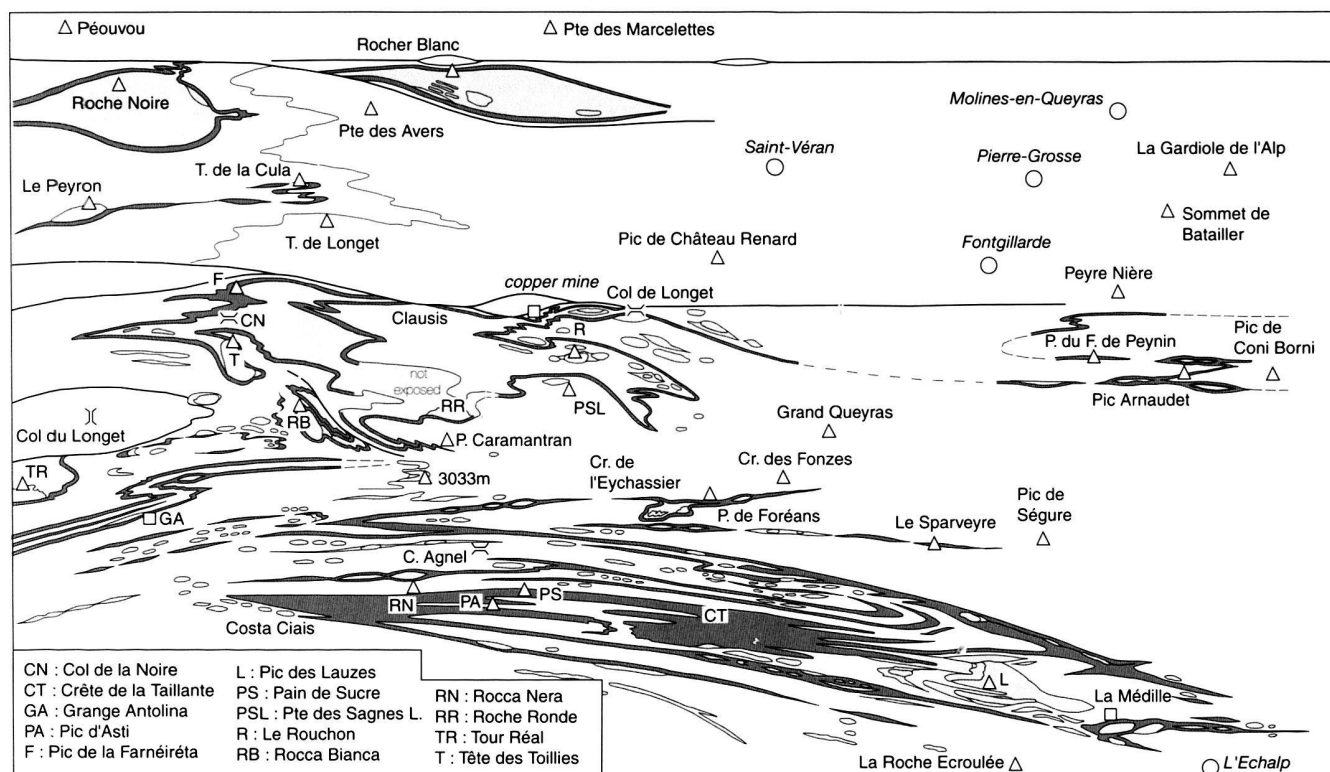 Péouvou
Pte des Marcelettes
Rocher Blanc
Roche Noire
Pte des Avers
Molines-en-Queyras
Saint-Véran
Pierre-Grosse
La Gardiole de l'Alp
T. de la Cula
Le Peyron
T. de Longet
Sommet de
Batailler
Pic de Château Renard
Fontgillarde
Peyre Nière
F
copper mine
Col de Longet
CN
Clausis
R
T
P. du F. de Peynin
Pic de
Coni Borni
not
exposed
RR
PSL
Pic Arnaudet
RB
Col du Longet
P. Caramantran
Grand Queyras
TR
3033m
Cr. de
l'Eychassier
Cr. des Fonzes
GA
P. de Foréans
Le Sparveyre
Pic de
Ségure
C. Agnel
RN
PA
PS
CT
Costa Ciais
L
La Médille
La Roche Ecroulée
L'Echalp
CN : Col de la Noire
CT : Crête de la Taillante
GA : Grange Antolina
PA : Pic d'Asti
F : Pic de la Farnéiréta
L : Pic des Lauzes
PS : Pain de Sucre
PSL : Pte des Sagnes L.
R : Le Rouchon
RB : Rocca Bianca
RN : Rocca Nera
RR : Roche Ronde
TR : Tour Réal
T : Tête des Toillies